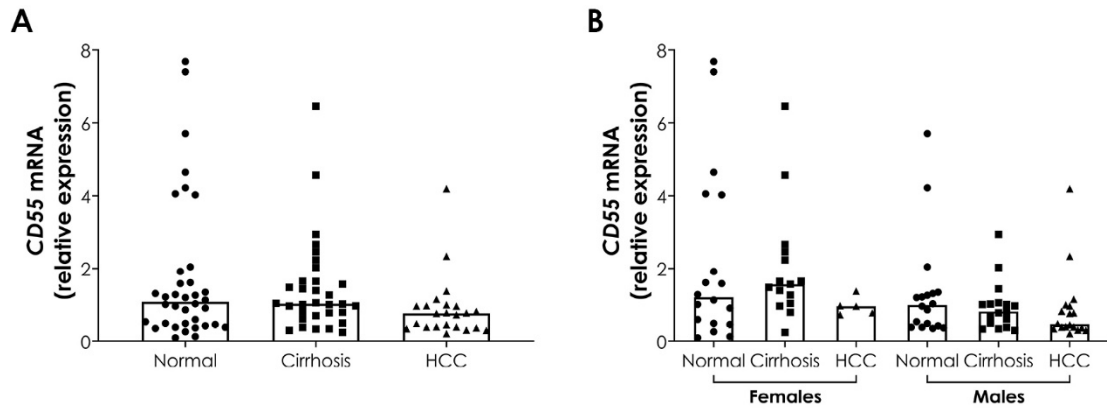 A
CD55 mRNA
(relative expression)
8
6
4
2
0
Normal
Cirrhosis
HCC
B
CD55 mRNA
(relative expression)
8
6
4
2
0
Normal Cirrhosis HCC Normal Cirrhosis HCC
Females Males